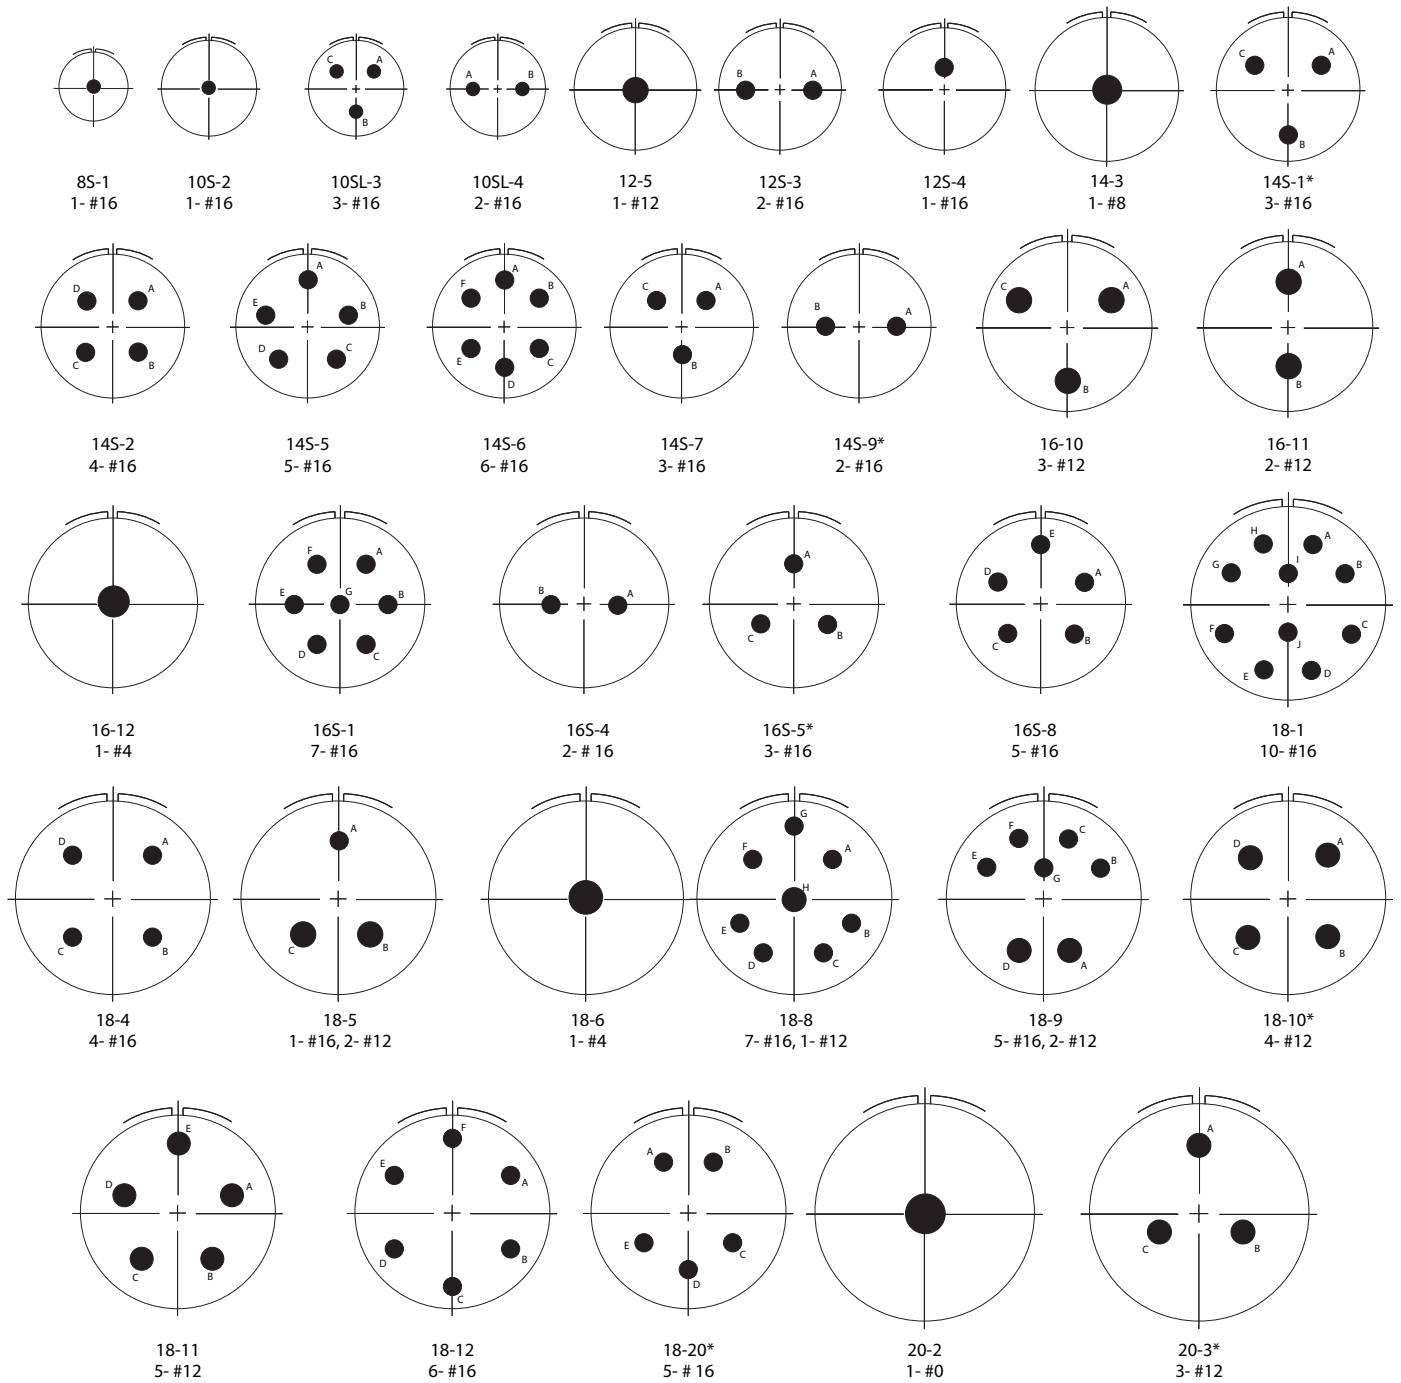 C A
A B
B A
C A
B
B
8S-1 10S-2 10SL-3 10SL-4 12-5 12S-3 12S-4 14-3 14S-1*
1- #16 1- #16 3- #16 2- #16 1- #12 2- #16 1- #16 1- #8 3- #16
D A
C B
A
E B
D C
A
F B
E C
D
C A
B
B A
C A
B
A
B
14S-2 14S-5 14S-6 14S-7 14S-9* 16-10 16-11
4- #16 5- #16 6- #16 3- #16 2- #16 3- #12 2- #12
F A
E G B
D C
B A
A
C B
E
D A
C B
H A
G I B
F J C
E D
16-12 16S-1 16S-4 16S-5* 16S-8 18-1
1- #4 7- #16 2- # 16 3- #16 5- #16 10- #16
D A
C B
A
C B
G
F A
H
E B
D C
F C
E G B
D A
D A
C B
18-4 18-5 18-6 18-8 18-9 18-10*
4- #16 1- #16, 2- #12 1- #4 7- #16, 1- #12 5- #16, 2- #12 4- #12
E
D A
C B
F
E A
D B
C
A B
E C
D
A
C B
18-11 18-12 18-20* 20-2 20-3*
5- #12 6- #16 5- # 16 1- #0 3- #12